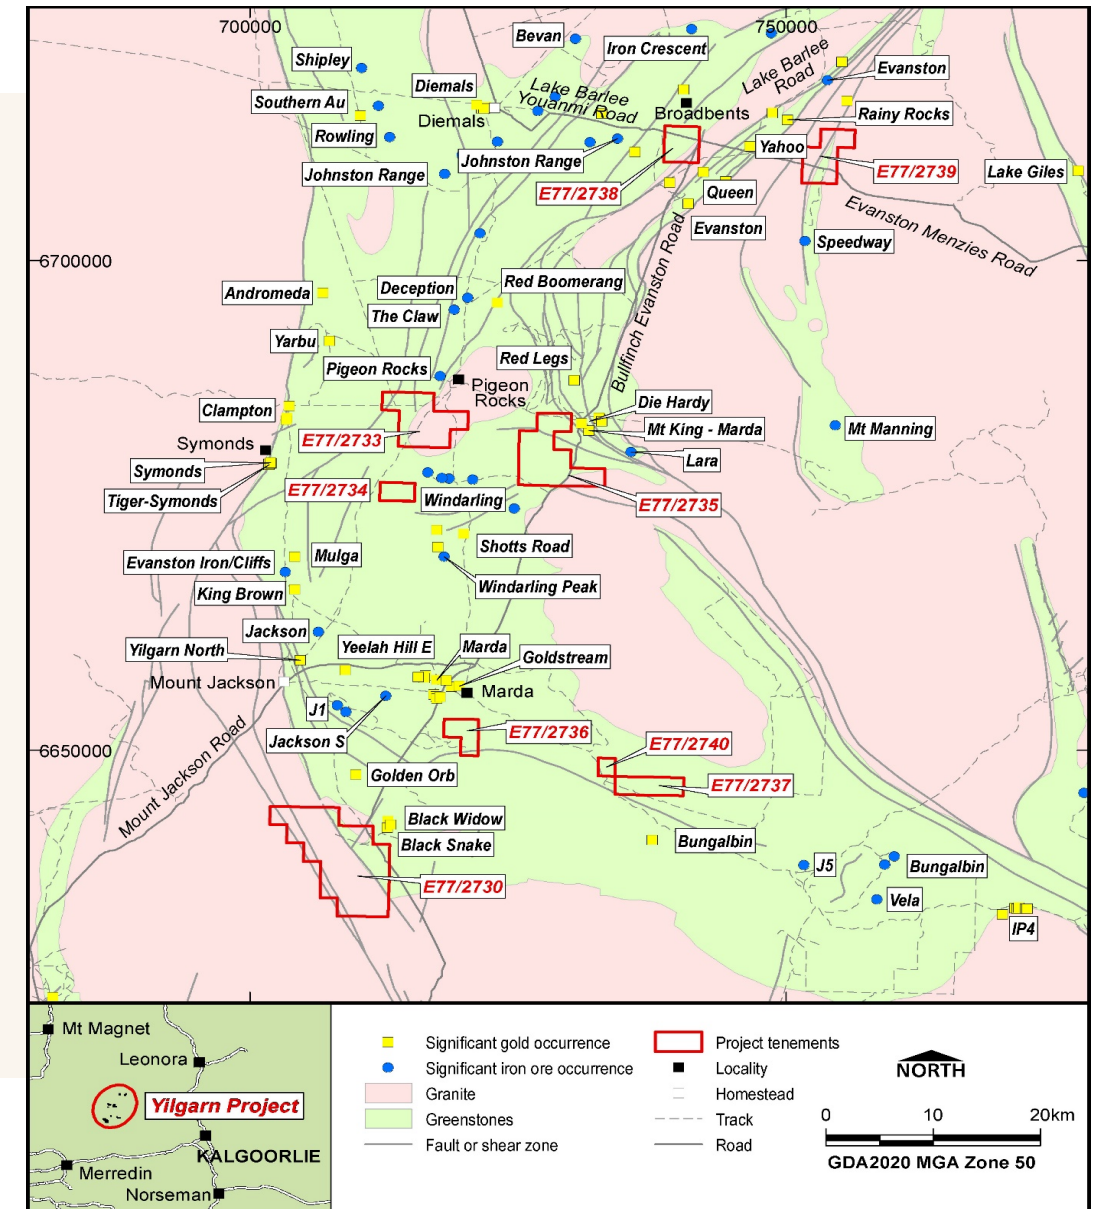 700000
750000
Bevan
Iron Crescent
Lake Barlee
Road
Shipley
Evanston
Diemals
Lake Barlee
Youanmi Road
Southern Au
Broadbents
Rainy Rocks
Diemals
Rowling
Yahoo
Johnston Range
Johnston Range
E77/2739
Lake Giles
E77/2738
Queen
Evanston
Evanston Menzies Road
Speedway
6700000
Bullfinch Evanston Road
Red Boomerang
Deception
Andromeda
The Claw
Yarbu
Red Legs
Pigeon Rocks
Pigeon
Rocks
Die Hardy
Clampton
Mt King - Marda
Mt Manning
E77/2733
Symonds
Lara
Symonds
E77/2734
Windarling
Tiger-Symonds
E77/2735
Shotts Road
Mulga
Evanston Iron/Cliffs
Windarling Peak
King Brown
Jackson
Yeelah Hill E
Marda
Yilgarn North
Goldstream
Mount Jackson
Marda
J1
E77/2736
Jackson S
E77/2740
6650000
Mount Jackson Road
Golden Orb
E77/2737
Black Widow
Bungalbin
Black Snake
J5
Bungalbin
E77/2730
Vela
IP4
Mt Magnet
Leonora
Yilgarn Project
KALGOORLIE
Merredin
Norseman
Significant gold occurrence
Significant iron ore occurrence
Granite
Greenstones
Fault or shear zone
Project tenements
Locality
Homestead
Track
Road
NORTH
0 10 20km
GDA2020 MGA Zone 50